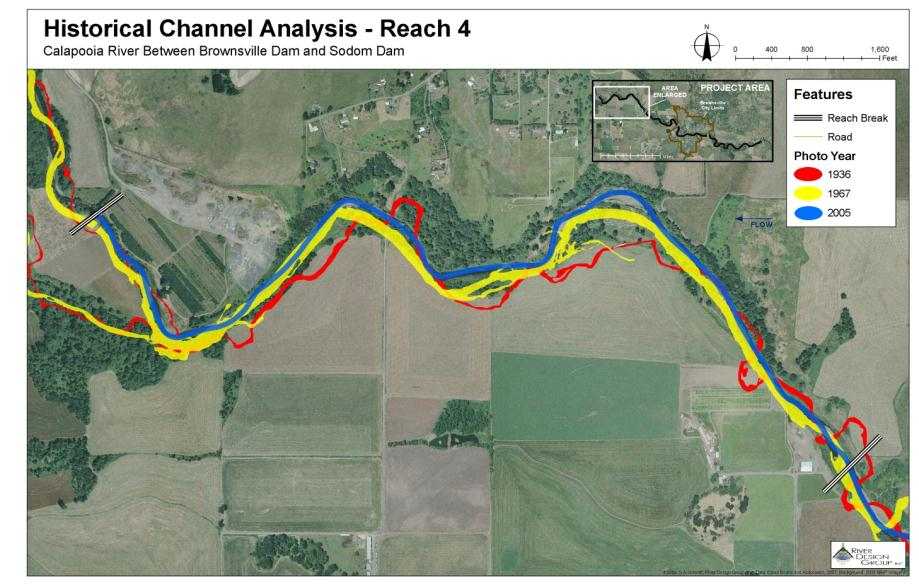 Historical Channel Analysis - Reach 4
Calapooia River Between Brownsville Dam and Sodom Dam
N
0 400 800 1,600
Feet
AREA
ENLARGED
PROJECT AREA
Brownsville
City Limits
Features
Reach Break
Road
Photo Year
1936
1967
2005
FLOW
RIVER
DESIGN
GROUP